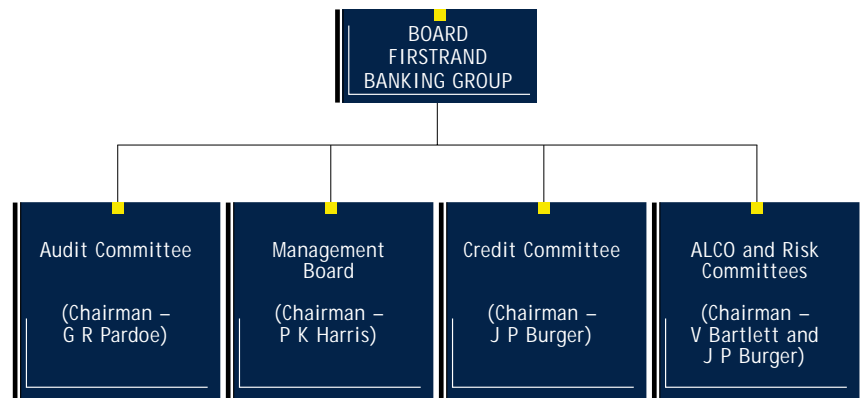 BOARD
FIRSTRAND
BANKING GROUP
Audit Committee
(Chairman –
G R Pardoe)
Management
Board
(Chairman –
P K Harris)
Credit Committee
(Chairman –
J P Burger)
ALCO and Risk
Committees
(Chairman –
V Bartlett and
J P Burger)